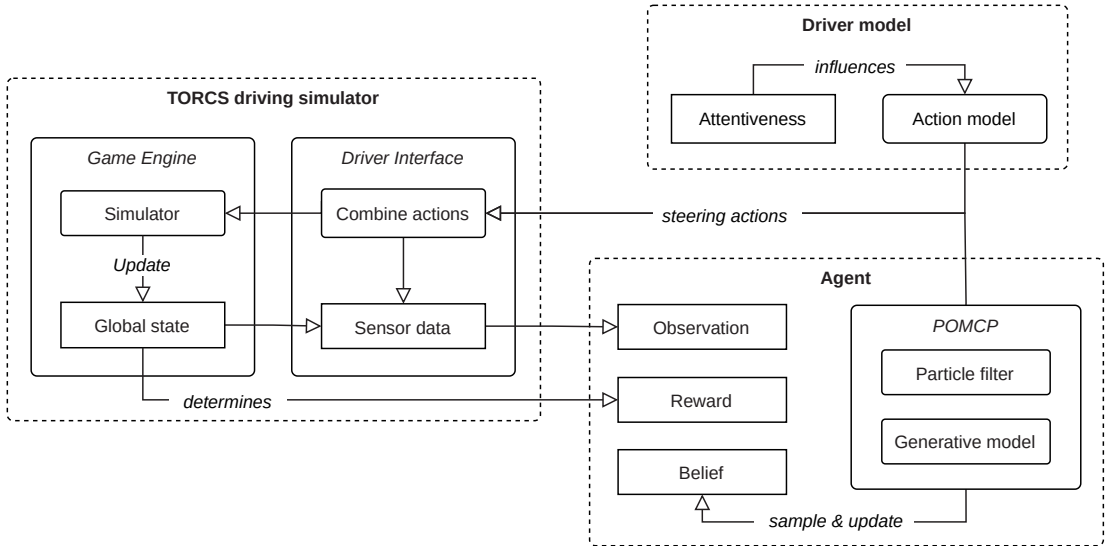 Driver model
influences
Attentiveness
Action model
TORCS driving simulator
Game Engine
Driver Interface
Simulator
Combine actions
steering actions
Update
Global state
Sensor data
determines
Agent
Observation
POMCP
Particle filter
Reward
Generative model
Belief
sample & update